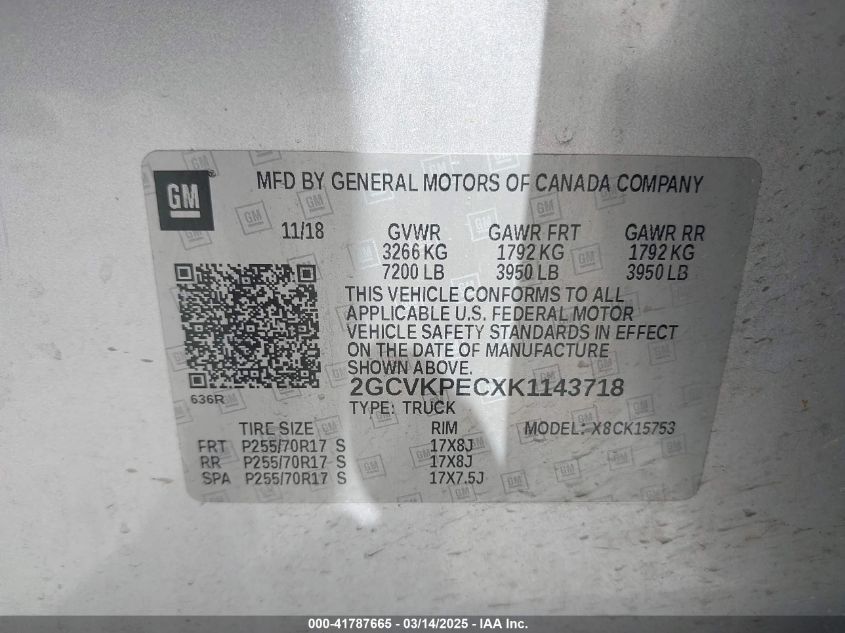 GM ®
MFD BY GENERAL MOTORS OF CANADA COMPANY
11/18 GVWR GAWR FRT GAWR RR
3266 KG 1792 KG 1792 KG
7200 LB 3950 LB 3950 LB
THIS VEHICLE CONFORMS TO ALL
APPLICABLE U.S. FEDERAL MOTOR
VEHICLE SAFETY STANDARDS IN EFFECT
ON THE DATE OF MANUFACTURE
SHOWN ABOVE.
636R
2GCVKPECXK1143718
TYPE: TRUCK
TIRE SIZE RIM MODEL: X8CK15753
FRT P255/70R17 S 17X8J
RR P255/70R17 S 17X8J
SPA P255/70R17 S 17X7.5J
000-41787665 / 03/14/2025 - IAA Inc.